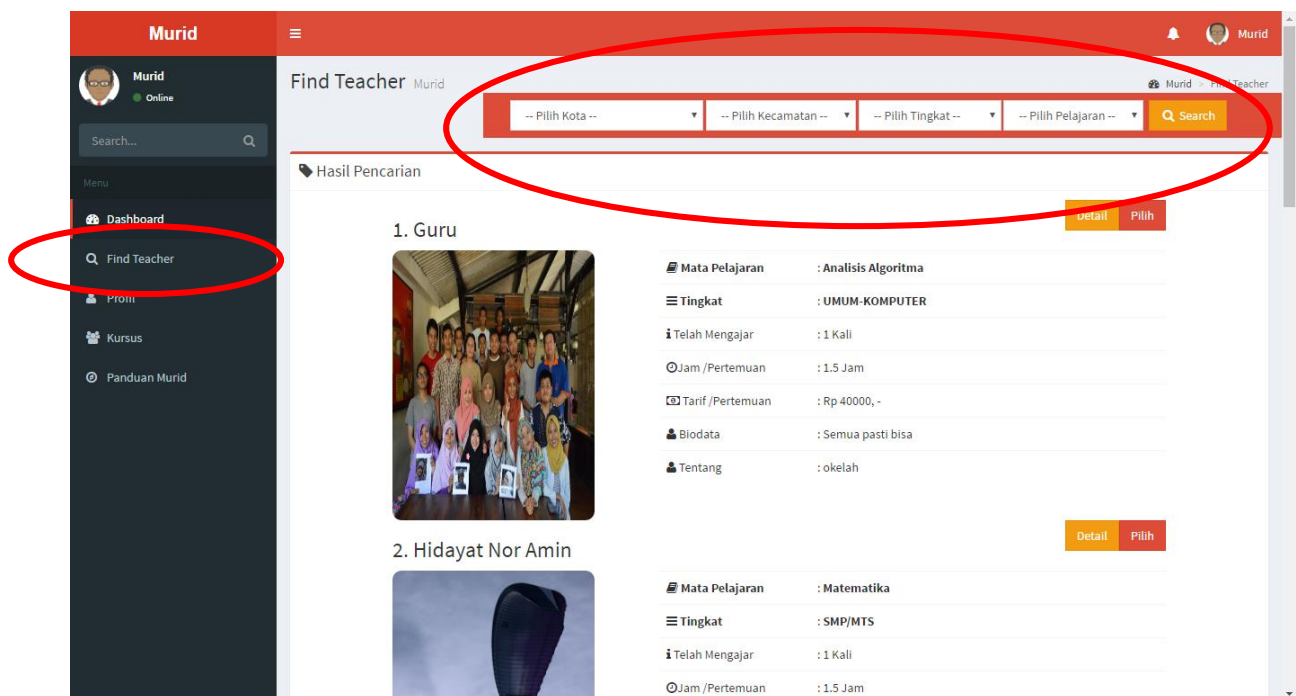 Murid
Murid
Murid
Online
Find Teacher Murid
Murid > Find Teacher
-- Pilih Kota -- -- Pilih Kecamatan -- -- Pilih Tingkat -- -- Pilih Pelajaran -- Search
Search...
Hasil Pencarian
Menu
Dashboard
Find Teacher
Profil
Kursus
Panduan Murid
1. Guru
Detail Pilih
Mata Pelajaran : Analisis Algoritma
Tingkat : UMUM-KOMPUTER
Telah Mengajar : 1 Kali
Jam /Pertemuan : 1.5 Jam
Tarif /Pertemuan : Rp 40000, -
Biodata : Semua pasti bisa
Tentang : okelah
2. Hidayat Nor Amin
Detail Pilih
Mata Pelajaran : Matematika
Tingkat : SMP/MTS
Telah Mengajar : 1 Kali
Jam /Pertemuan : 1.5 Jam